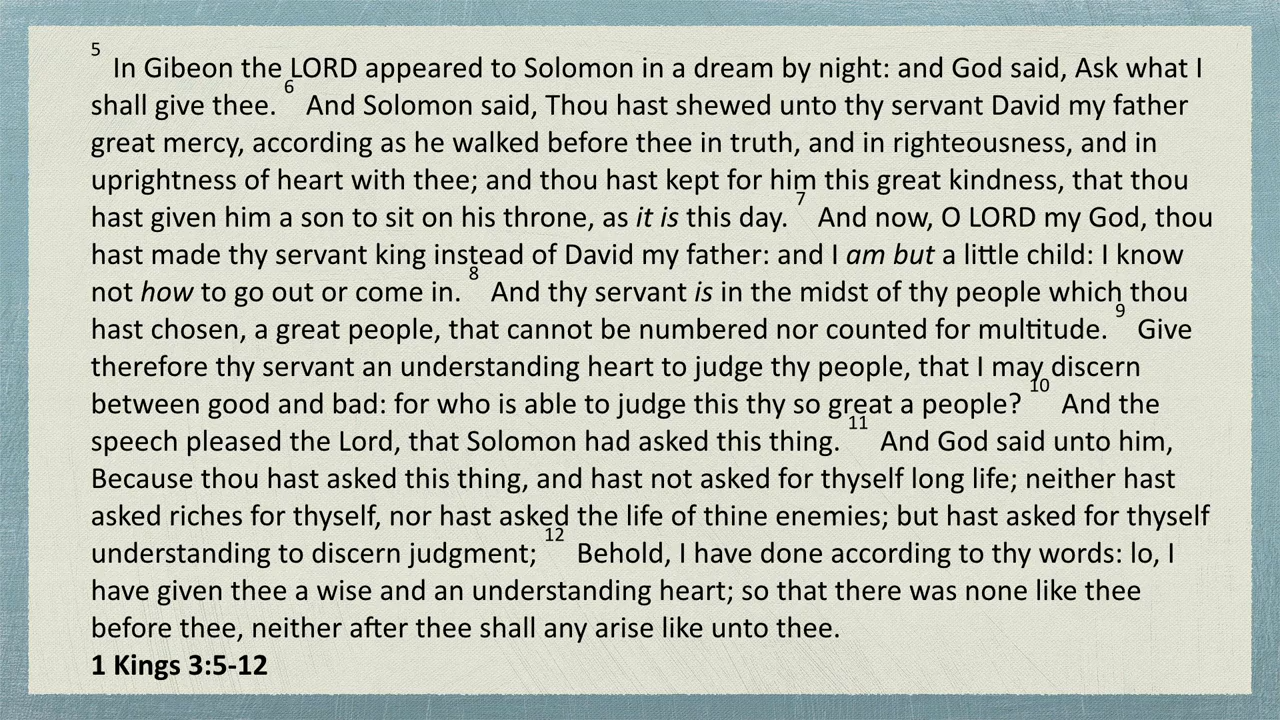 5 In Gibeon the LORD appeared to Solomon in a dream by night: and God said, Ask what I
shall give thee. 6 And Solomon said, Thou hast shewed unto thy servant David my father
great mercy, according as he walked before thee in truth, and in righteousness, and in
uprightness of heart with thee; and thou hast kept for him this great kindness, that thou
hast given him a son to sit on his throne, as it is this day. 7 And now, O LORD my God, thou
hast made thy servant king instead of David my father: and I am but a little child: I know
not how to go out or come in. 8 And thy servant is in the midst of thy people which thou
hast chosen, a great people, that cannot be numbered nor counted for multitude. 9 Give
therefore thy servant an understanding heart to judge thy people, that I may discern
between good and bad: for who is able to judge this thy so great a people? 10 And the
speech pleased the Lord, that Solomon had asked this thing. 11 And God said unto him,
Because thou hast asked this thing, and hast not asked for thyself long life; neither hast
asked riches for thyself, nor hast asked the life of thine enemies; but hast asked for thyself
understanding to discern judgment; 12 Behold, I have done according to thy words: lo, I
have given thee a wise and an understanding heart; so that there was none like thee
before thee, neither after thee shall any arise like unto thee.
1 Kings 3:5-12